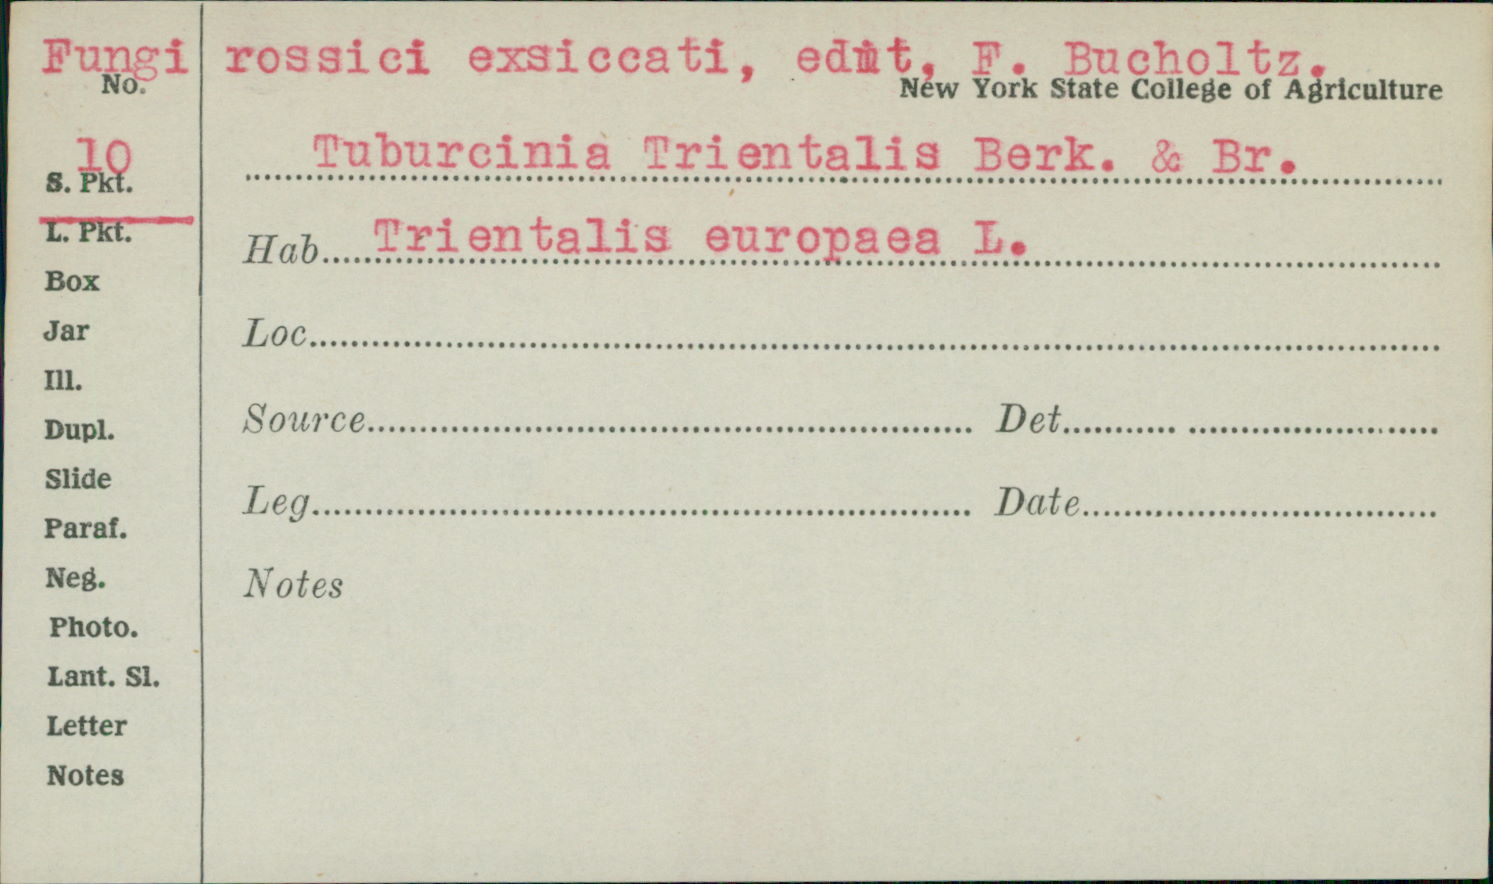 Fungi rossici exsiccati, edit, F. Bucholtz.
No. New York State College of Agriculture
10 Tuburcinia Trientalis Berk. & Br.
S. Pkt.
L. Pkt.
Hab. Trientalis europaea L.
Box
Jar
Loc.
Ill.
Dupl.
Source Det.
Slide
Leg. Date
Paraf.
Neg.
Notes
Photo.
Lant. Sl.
Letter
Notes